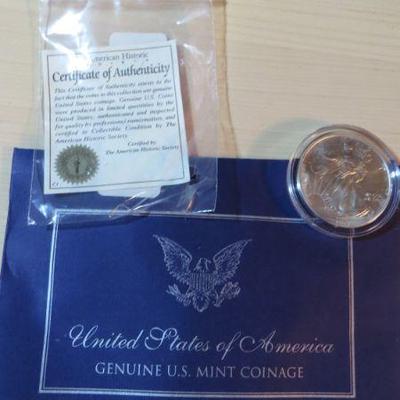 American Historic
Certificate of Authenticity
This Certificate of Authenticity attests to the
fact that the coins in this collection are genuine
United States coinage. Genuine U.S. Coins
were produced in limited quantities by the
United States, authenticated and inspected
for quality by professional numismatists, and
certified to Collectible Condition by The
American Historic Society.
Certified by:
The American Historic Society
United States of America
GENUINE U.S. MINT COINAGE